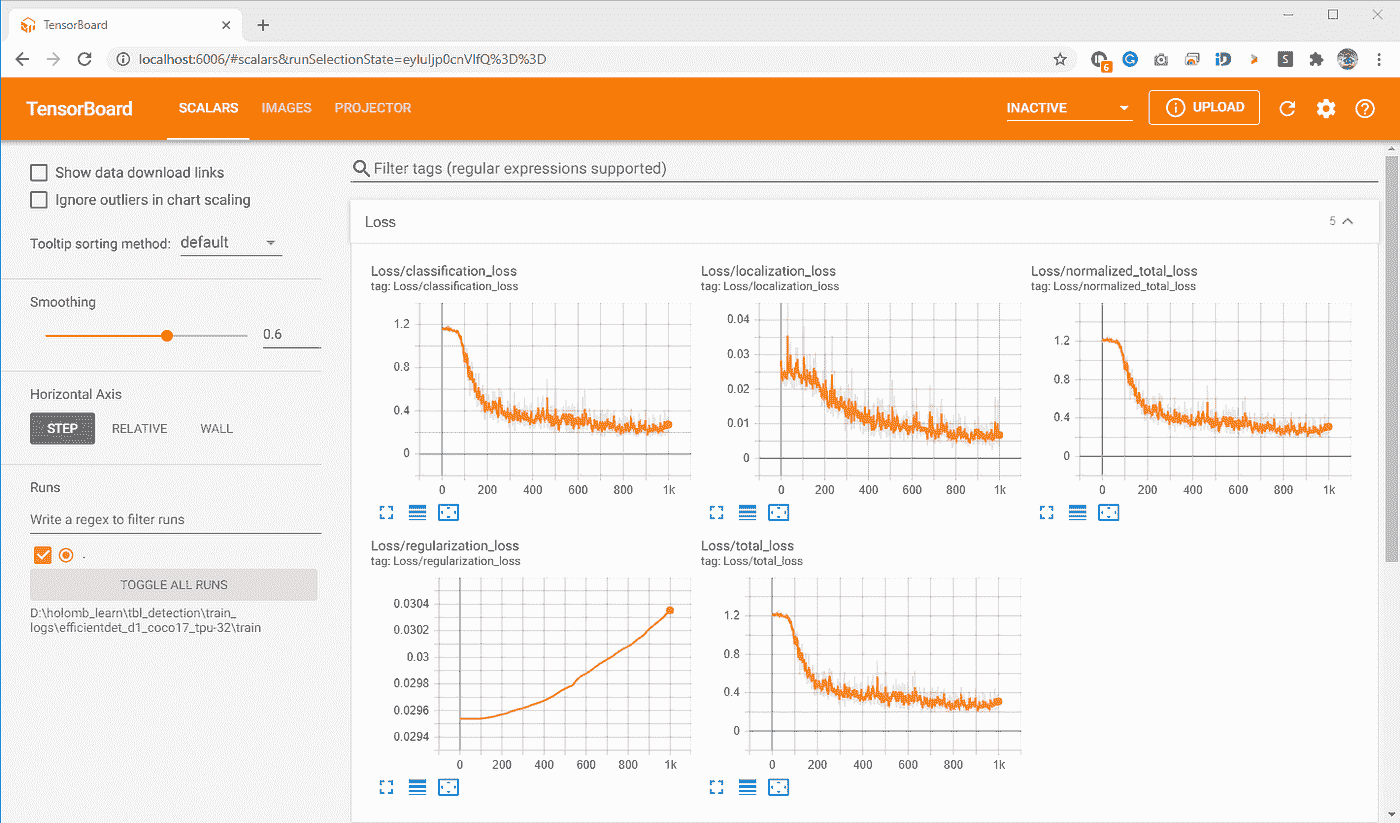 TensorBoard
localhost:6006/#scalars&runSelectionState=eyIuIjp0cnVlfQ%3D%3D
6
S
TensorBoard
SCALARS
IMAGES
PROJECTOR
INACTIVE
UPLOAD
Show data download links
Ignore outliers in chart scaling
Tooltip sorting method: default
Smoothing
0.6
Horizontal Axis
STEP
RELATIVE
WALL
Runs
Write a regex to filter runs
.
TOGGLE ALL RUNS
D:\holomb_learn\tbl_detection\train_
logs\efficientdet_d1_coco17_tpu-32\train
Filter tags (regular expressions supported)
Loss
5
Loss/classification_loss
tag: Loss/classification_loss
1.2
0.8
0.4
0
0 200 400 600 800 1k
Loss/localization_loss
tag: Loss/localization_loss
0.04
0.03
0.02
0.01
0
0 200 400 600 800 1k
Loss/normalized_total_loss
tag: Loss/normalized_total_loss
1.2
0.8
0.4
0
0 200 400 600 800 1k
Loss/regularization_loss
tag: Loss/regularization_loss
0.0304
0.0302
0.03
0.0298
0.0296
0.0294
0 200 400 600 800 1k
Loss/total_loss
tag: Loss/total_loss
1.2
0.8
0.4
0
0 200 400 600 800 1k